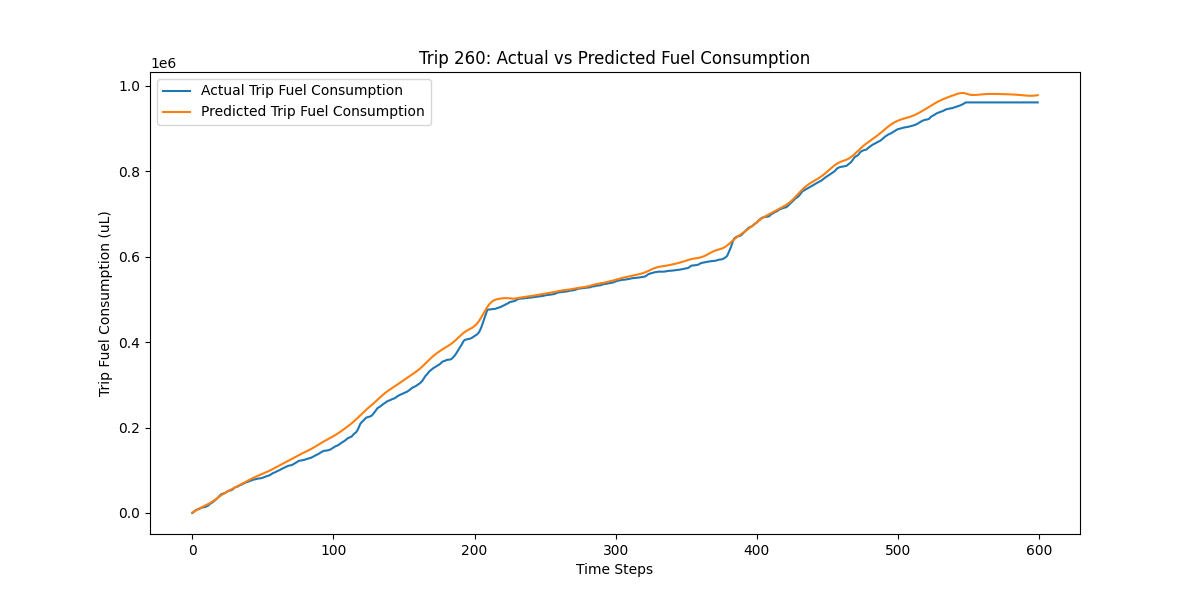 Trip 260: Actual vs Predicted Fuel Consumption
1e6
Actual Trip Fuel Consumption
Predicted Trip Fuel Consumption
1.0
0.8
0.6
0.4
0.2
0.0
Trip Fuel Consumption (uL)
0 100 200 300 400 500 600
Time Steps